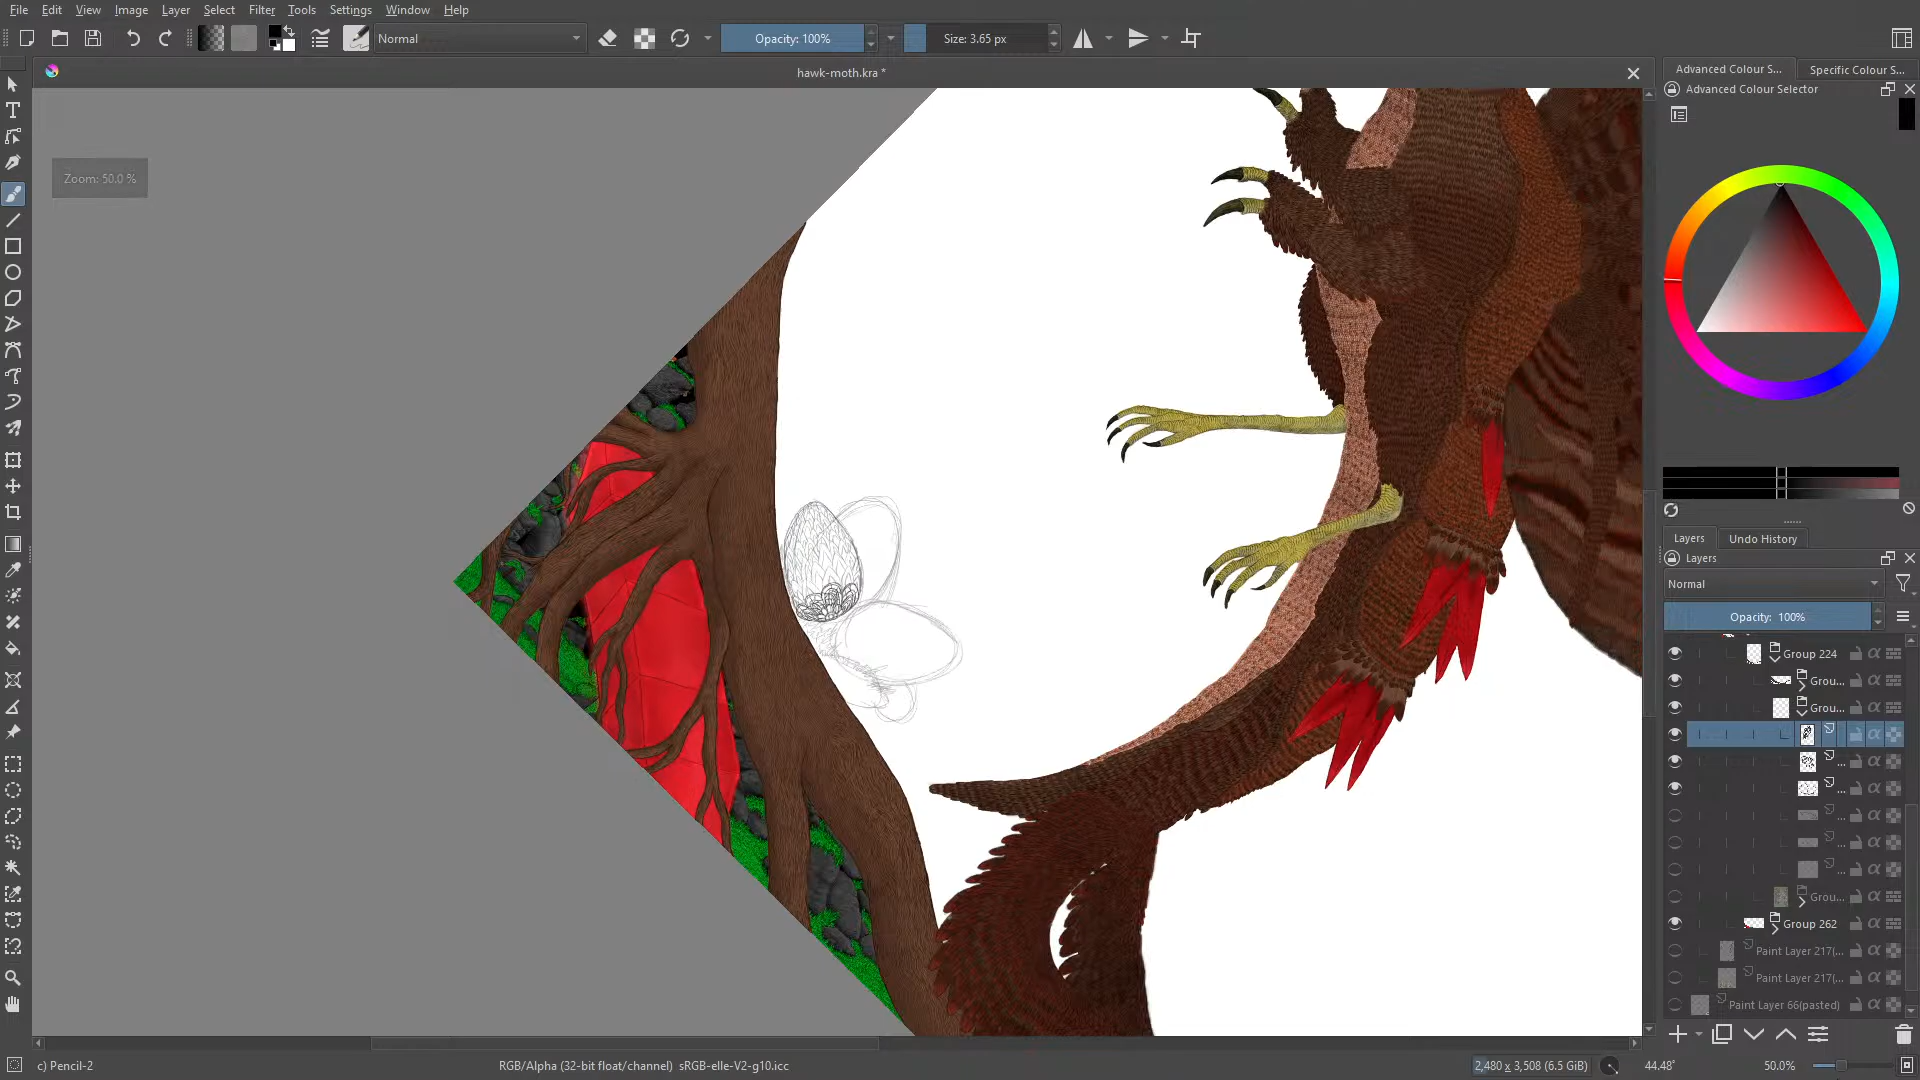 File Edit View Image Layer Select Filter Tools Settings Window Help
Normal Opacity: 100% Size: 3.65 px
hawk-moth.kra *
Advanced Colour S... Specific Colour S...
Advanced Colour Selector
Zoom: 50.0 %
Layers Undo History
Layers
Normal
Opacity: 100%
Group 224
Grou...
Grou...
...
...
...
...
...
...
Grou...
Group 262
Paint Layer 217(...
Paint Layer 217(...
Paint Layer 66(pasted)
c) Pencil-2 RGB/Alpha (32-bit float/channel) sRGB-elle-V2-g10.icc 2,480 x 3,508 (6.5 GiB) 44.48° 50.0%